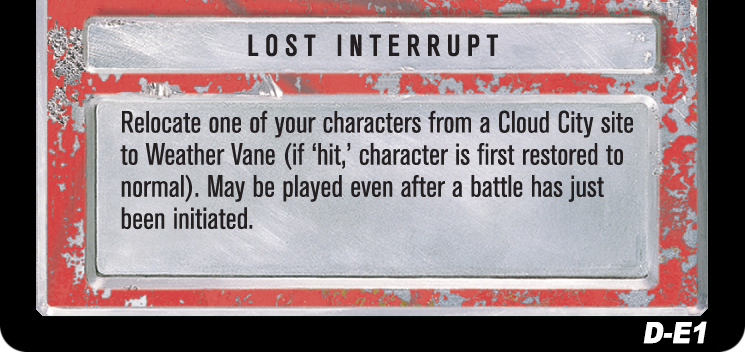 LOST INTERRUPT
Relocate one of your characters from a Cloud City site
to Weather Vane (if ‘hit,’ character is first restored to
normal). May be played even after a battle has just
been initiated.
D-E1